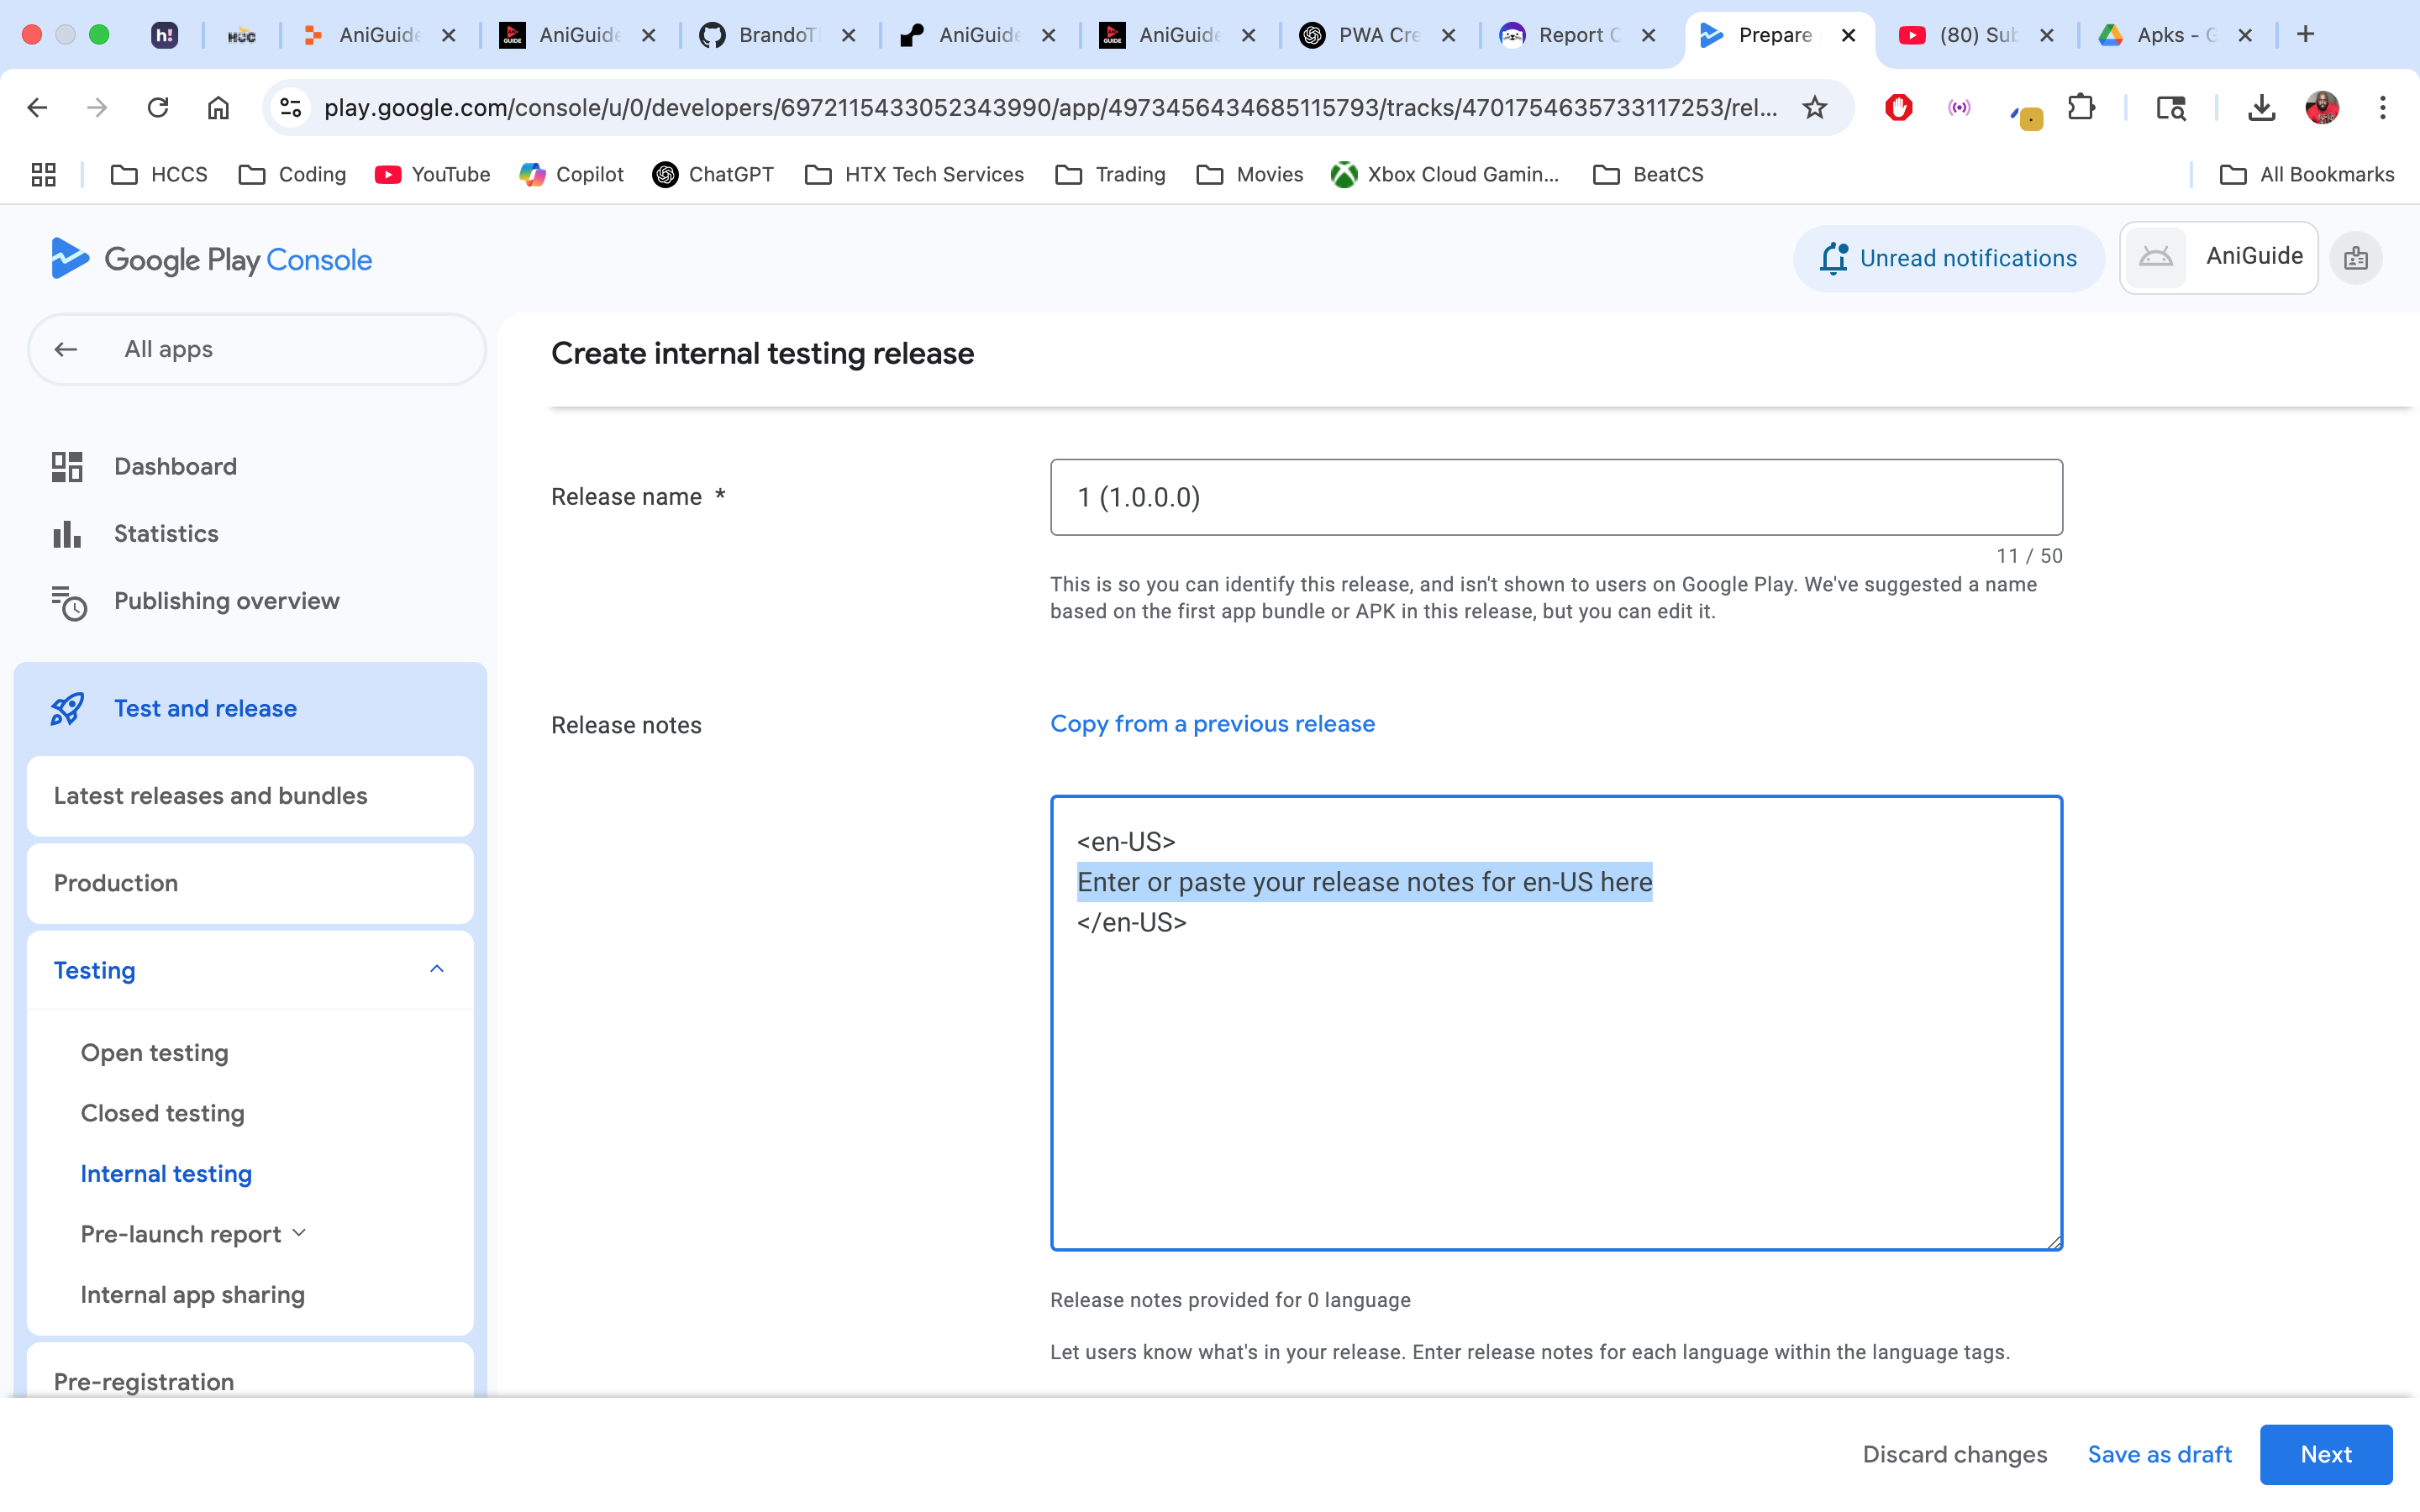 h!
HCC
AniGuide
AniGuide
BrandoT
AniGuide
AniGuide
PWA Cre
Report C
Prepare
(80) Sub
Apks - G
play.google.com/console/u/0/developers/6972115433052343990/app/4973456434685115793/tracks/4701754635733117253/rel...
HCCS
Coding
YouTube
Copilot
ChatGPT
HTX Tech Services
Trading
Movies
Xbox Cloud Gamin...
BeatCS
All Bookmarks
Google Play Console
Unread notifications
AniGuide
All apps
Create internal testing release
Dashboard
Statistics
Publishing overview
Test and release
Latest releases and bundles
Production
Testing
Open testing
Closed testing
Internal testing
Pre-launch report
Internal app sharing
Pre-registration
Release name *
1 (1.0.0.0)
11 / 50
This is so you can identify this release, and isn't shown to users on Google Play. We've suggested a name
based on the first app bundle or APK in this release, but you can edit it.
Release notes
Copy from a previous release
<en-US>
Enter or paste your release notes for en-US here
</en-US>
Release notes provided for 0 language
Let users know what's in your release. Enter release notes for each language within the language tags.
Discard changes
Save as draft
Next